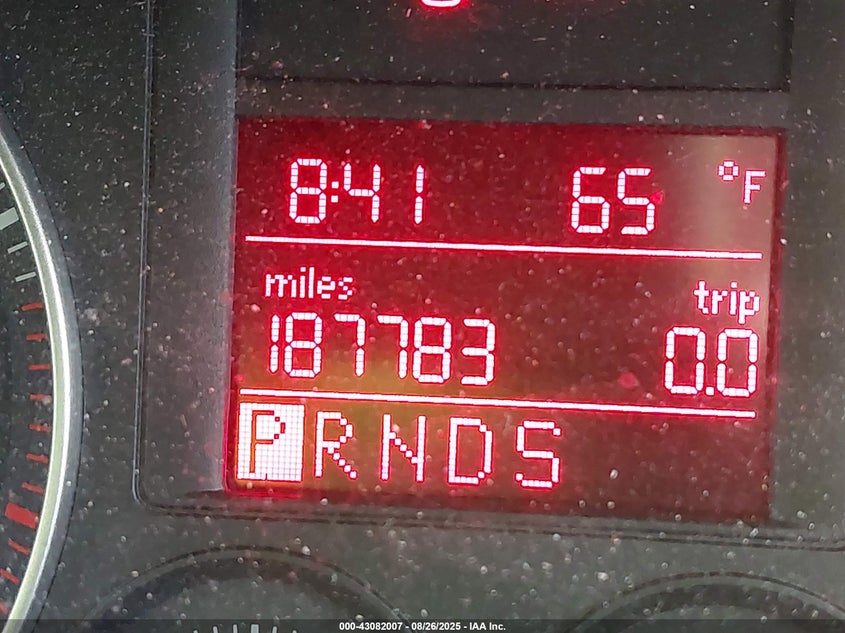 8:41 65 °F
miles trip
187783 0.0
P R N D S
000-43082007 - 08/26/2025 - IAA Inc.